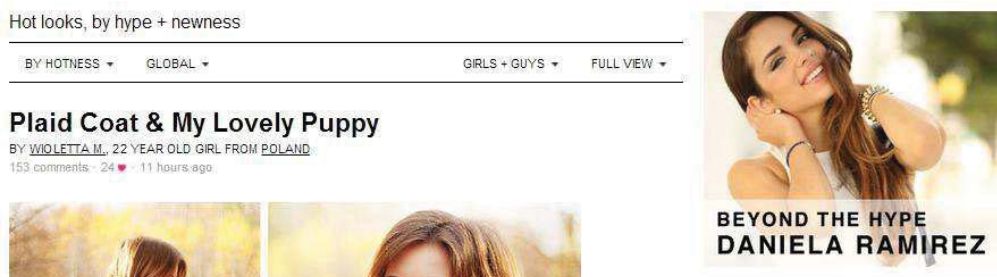 Hot looks, by hype + newness
BY HOTNESS GLOBAL GIRLS + GUYS FULL VIEW
Plaid Coat & My Lovely Puppy
BY WIOLETTA M., 22 YEAR OLD GIRL FROM POLAND
153 comments · 24 · 11 hours ago
BEYOND THE HYPE
DANIELA RAMIREZ